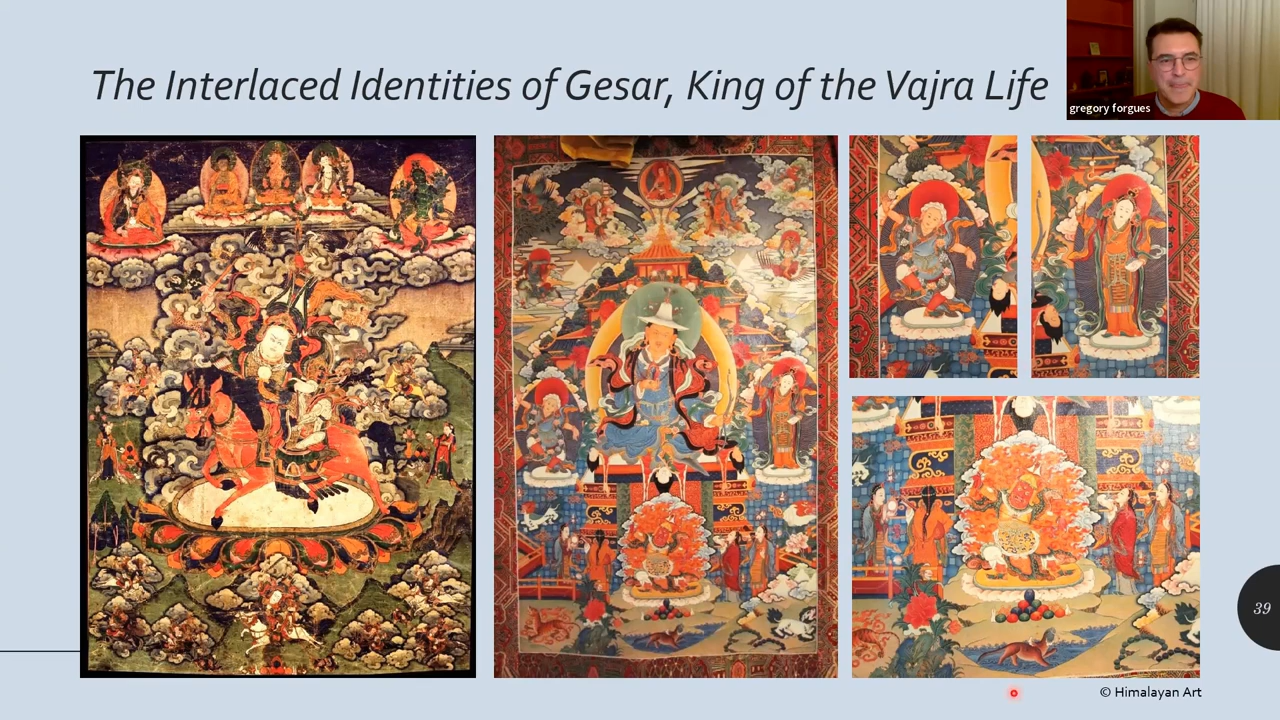 The Interlaced Identities of Gesar, King of the Vajra Life
gregory forgues
39
© Himalayan Art